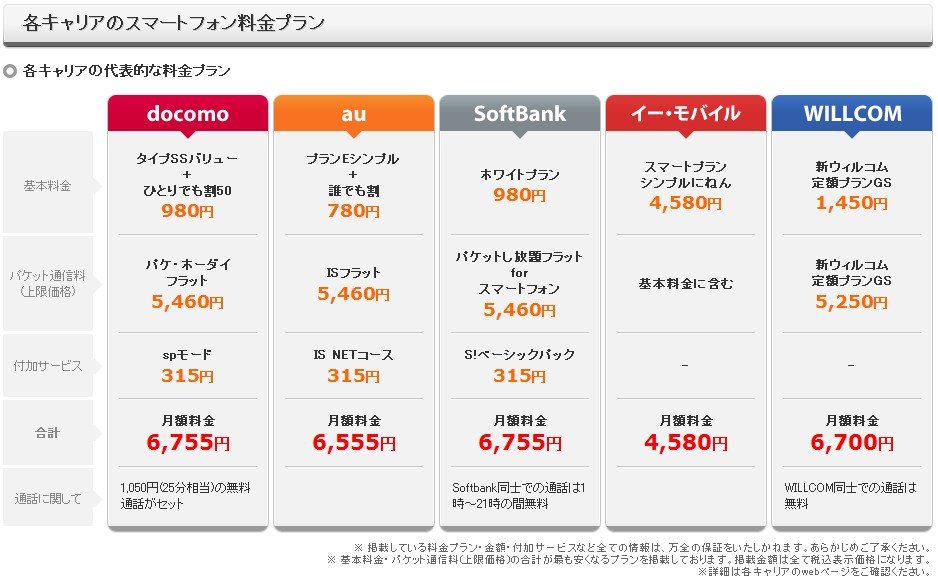 各キャリアのスマートフォン料金プラン
各キャリアの代表的な料金プラン
docomo
au
SoftBank
イー・モバイル
WILLCOM
基本料金
タイプSSバリュー
+
ひとりでも割50
980円
プランEシンプル
+
誰でも割
780円
ホワイトプラン
980円
スマートプラン
シンプルにねん
4,580円
新ウィルコム
定額プランGS
1,450円
パケット通信料
(上限価格)
パケ・ホーダイ
フラット
5,460円
ISフラット
5,460円
パケットし放題フラット
for
スマートフォン
5,460円
基本料金に含む
新ウィルコム
定額プランGS
5,250円
付加サービス
spモード
315円
IS NETコース
315円
S!ベーシックパック
315円
-
-
合計
月額料金
6,755円
月額料金
6,555円
月額料金
6,755円
月額料金
4,580円
月額料金
6,700円
通話に関して
1,050円(25分相当)の無料
通話がセット
Softbank同士での通話は1
時～21時の間無料
WILLCOM同士での通話は
無料
※ 掲載している料金プラン・金額・付加サービスなど全ての情報は、万全の保証をいたしかねます。あらかじめご了承ください。
※ 基本料金・パケット通信料(上限価格)の合計が最も安くなるプランを掲載しております。掲載金額は全て税込表示価格になります。
※詳細は各キャリアのwebページをご確認ください。